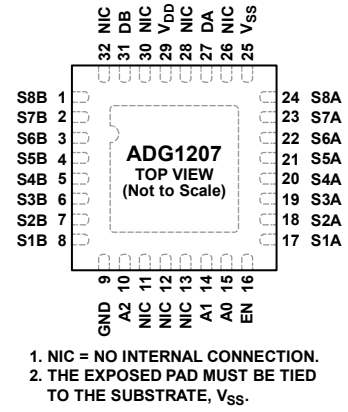 32 NIC
31 DB
30 NIC
29 VDD
28 NIC
27 DA
26 NIC
25 VSS
S8B 1
S7B 2
S6B 3
S5B 4
S4B 5
S3B 6
S2B 7
S1B 8
ADG1207
TOP VIEW
(Not to Scale)
24 S8A
23 S7A
22 S6A
21 S5A
20 S4A
19 S3A
18 S2A
17 S1A
GND 9
A2 10
NIC 11
NIC 12
NIC 13
A1 14
A0 15
EN 16
1. NIC = NO INTERNAL CONNECTION.
2. THE EXPOSED PAD MUST BE TIED
TO THE SUBSTRATE, VSS.